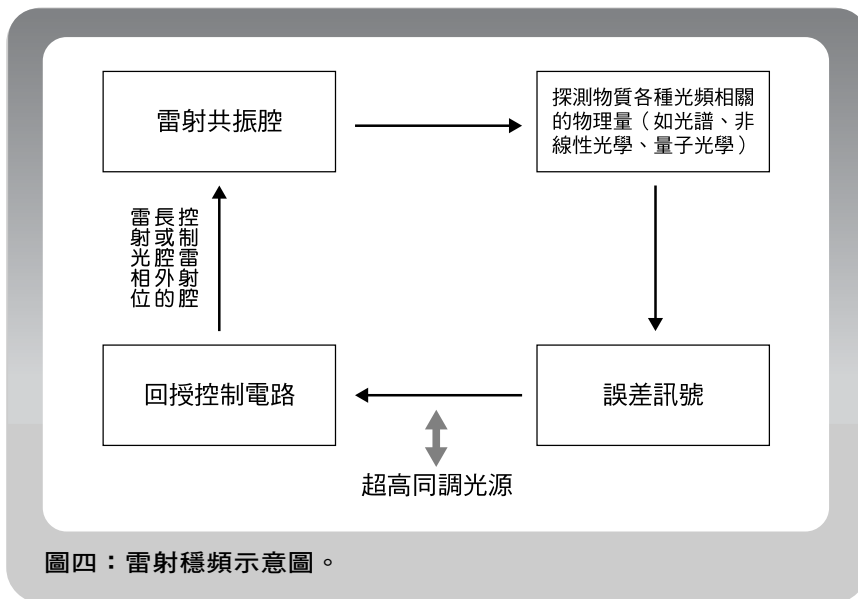 雷射共振腔
探測物質各種光頻相關
的物理量（如光譜、非
線性光學、量子光學）
控制雷射腔
長或腔外的
雷射光相位
回授控制電路
誤差訊號
超高同調光源
圖四：雷射穩頻示意圖。